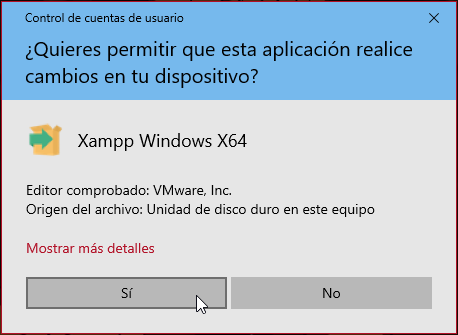 Control de cuentas de usuario
¿Quieres permitir que esta aplicación realice
cambios en tu dispositivo?
Xampp Windows X64
Editor comprobado: VMware, Inc.
Origen del archivo: Unidad de disco duro en este equipo
Mostrar más detalles
Sí
No